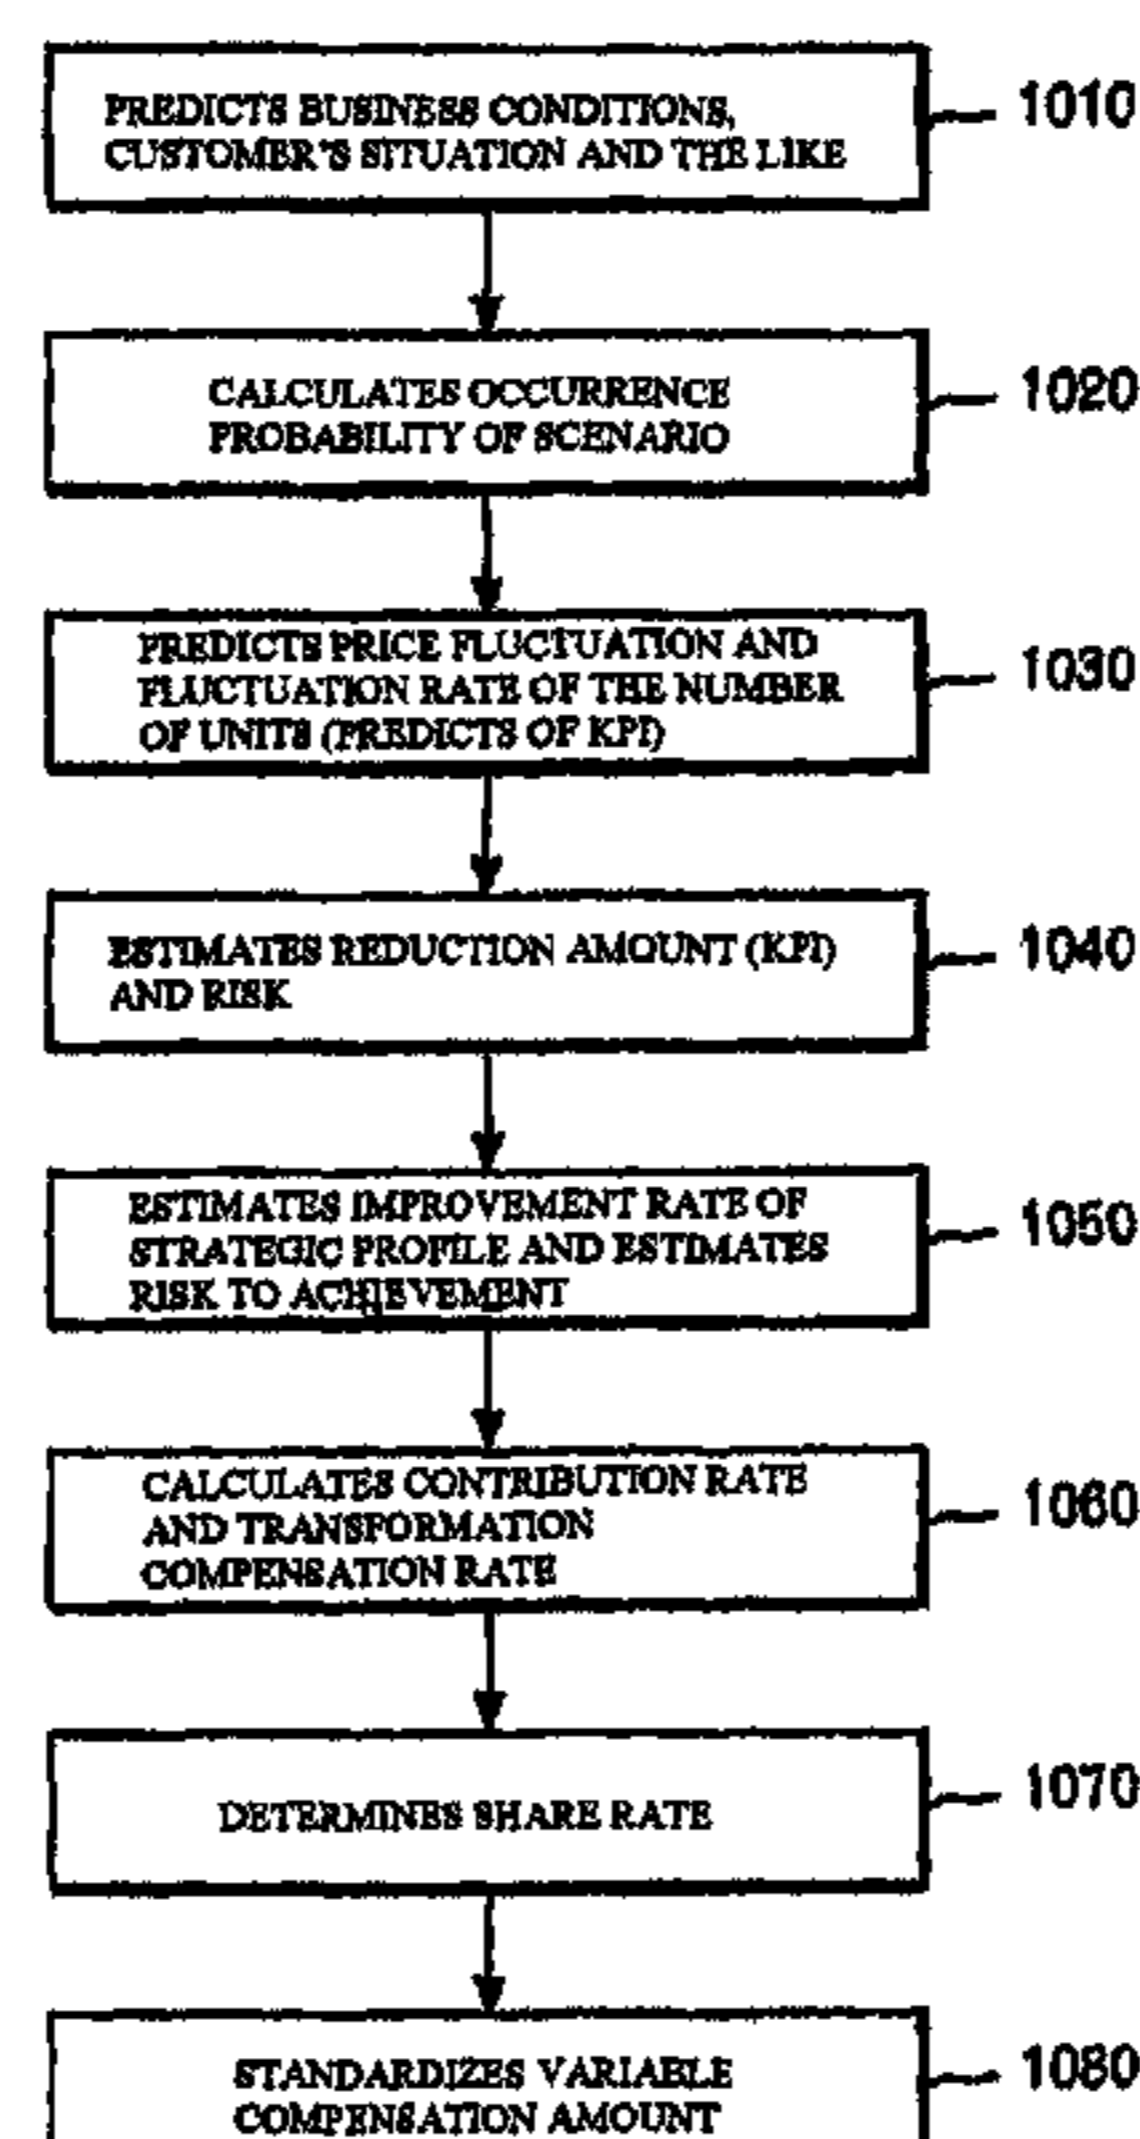 PREDICTS BUSINESS CONDITIONS,
CUSTOMER'S SITUATION AND THE LIKE
1010
CALCULATES OCCURRENCE
PROBABILITY OF SCENARIO
1020
PREDICTS PRICE FLUCTUATION AND
FLUCTUATION RATE OF THE NUMBER
OF UNITS (PREDICTS OF KPI)
1030
ESTIMATES REDUCTION AMOUNT (KPI)
AND RISK
1040
ESTIMATES IMPROVEMENT RATE OF
STRATEGIC PROFILE AND ESTIMATES
RISK TO ACHIEVEMENT
1050
CALCULATES CONTRIBUTION RATE
AND TRANSFORMATION
COMPENSATION RATE
1060
DETERMINES SHARE RATE
1070
STANDARDIZES VARIABLE
COMPENSATION AMOUNT
1080